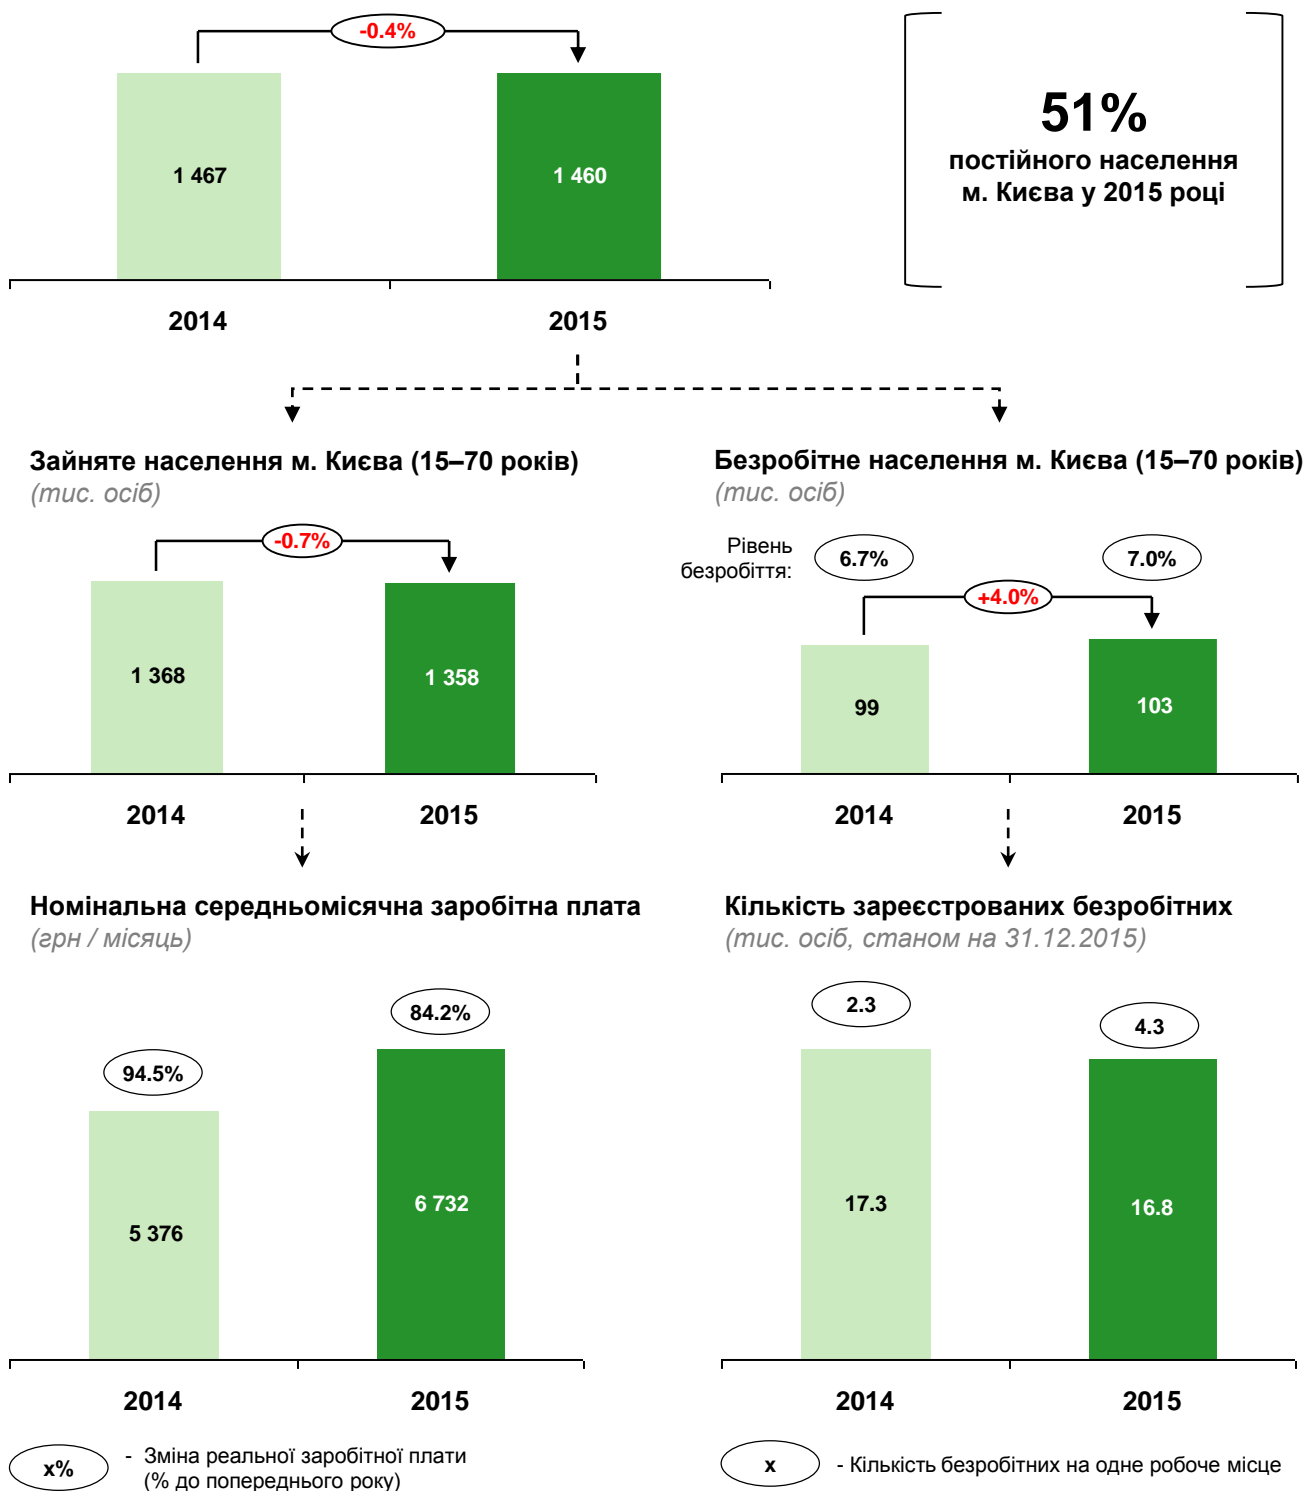 -0.4%
1 467
1 460
2014
2015
51%
постійного населення
м. Києва у 2015 році
Зайняте населення м. Києва (15–70 років)
(тис. осіб)
-0.7%
1 368
1 358
2014
2015
Безробітне населення м. Києва (15–70 років)
(тис. осіб)
Рівень
безробіття:
6.7%
7.0%
+4.0%
99
103
2014
2015
Номінальна середньомісячна заробітна плата
(грн / місяць)
94.5%
84.2%
5 376
6 732
2014
2015
x%
- Зміна реальної заробітної плати
(% до попереднього року)
Кількість зареєстрованих безробітних
(тис. осіб, станом на 31.12.2015)
2.3
4.3
17.3
16.8
2014
2015
x
- Кількість безробітних на одне робоче місце